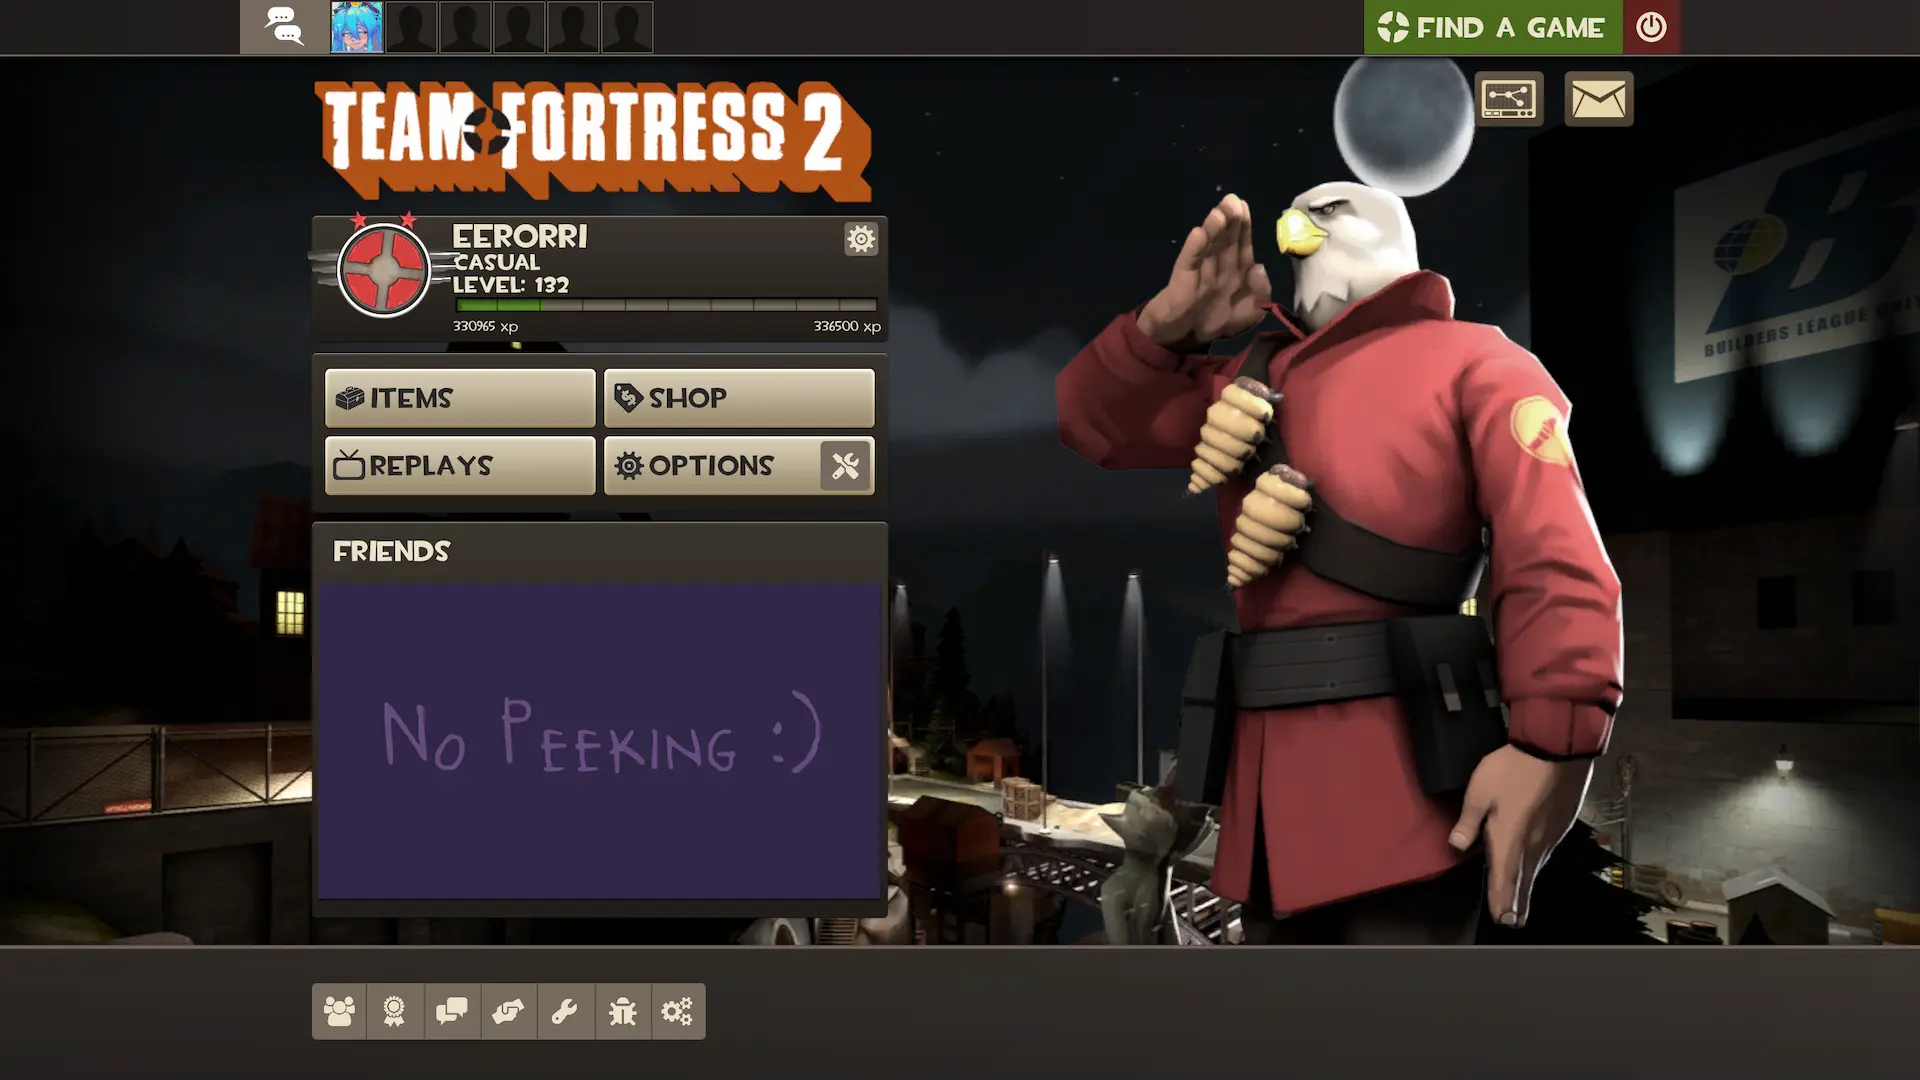 FIND A GAME
TEAM FORTRESS 2
EERORRI
CASUAL
LEVEL: 132
330965 xp
336500 xp
ITEMS
SHOP
REPLAYS
OPTIONS
FRIENDS
NO PEEKING :)
BUILDERS LEAGUE UNIT